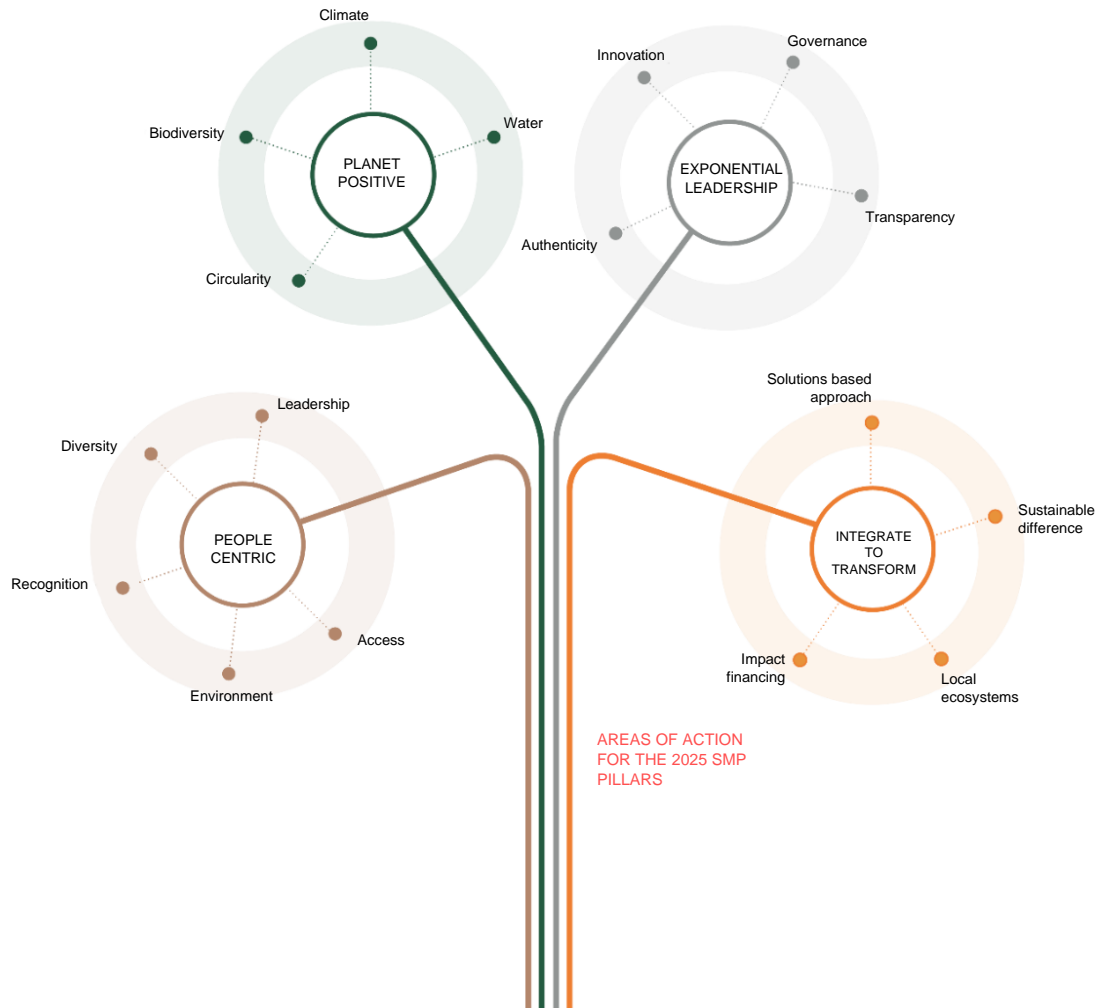 Climate
Biodiversity
Water
PLANET
POSITIVE
Circularity
Innovation
Governance
EXPONENTIAL
LEADERSHIP
Authenticity
Transparency
Leadership
Diversity
PEOPLE
CENTRIC
Recognition
Access
Environment
Solutions based
approach
Sustainable
difference
INTEGRATE
TO
TRANSFORM
Impact
financing
Local
ecosystems
AREAS OF ACTION
FOR THE 2025 SMP
PILLARS